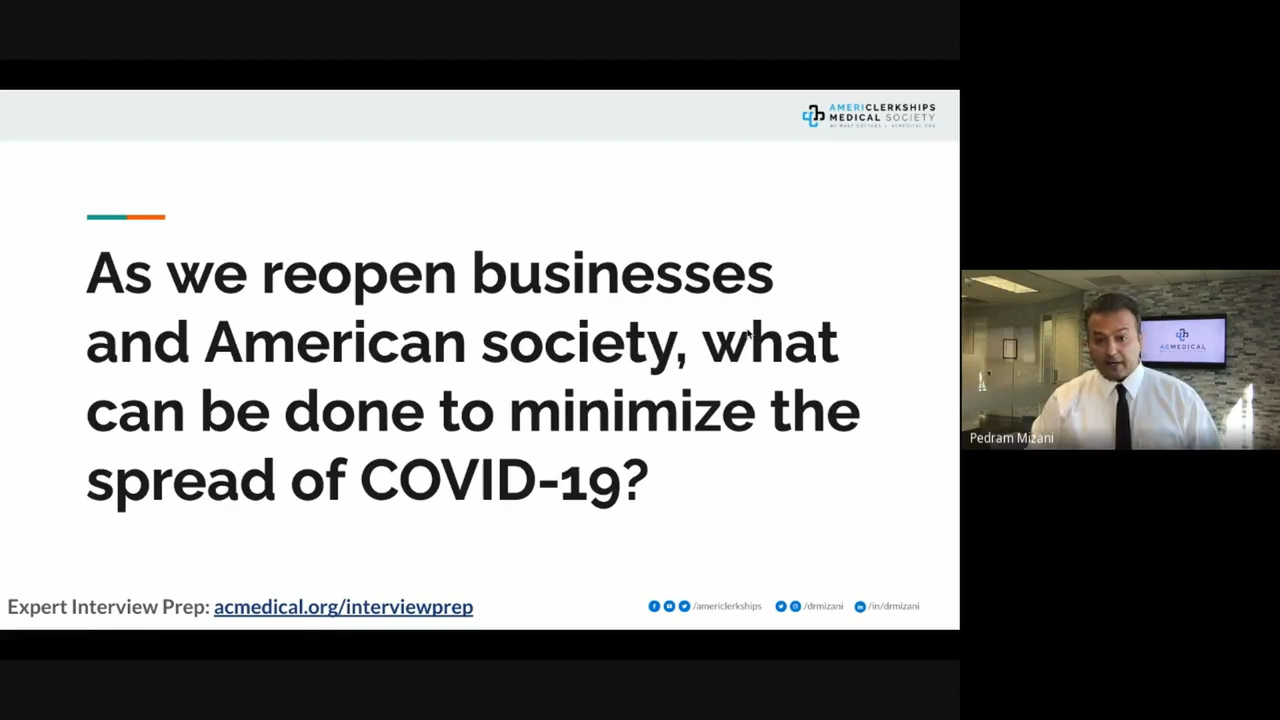 AMERICLERKSHIPS
MEDICAL SOCIETY
As we reopen businesses
and American society, what
can be done to minimize the
spread of COVID-19?
Expert Interview Prep: acmedical.org/interviewprep
/americlerkships
/drmizani
/in/drmizani
ACMEDICAL
Pedram Mizani